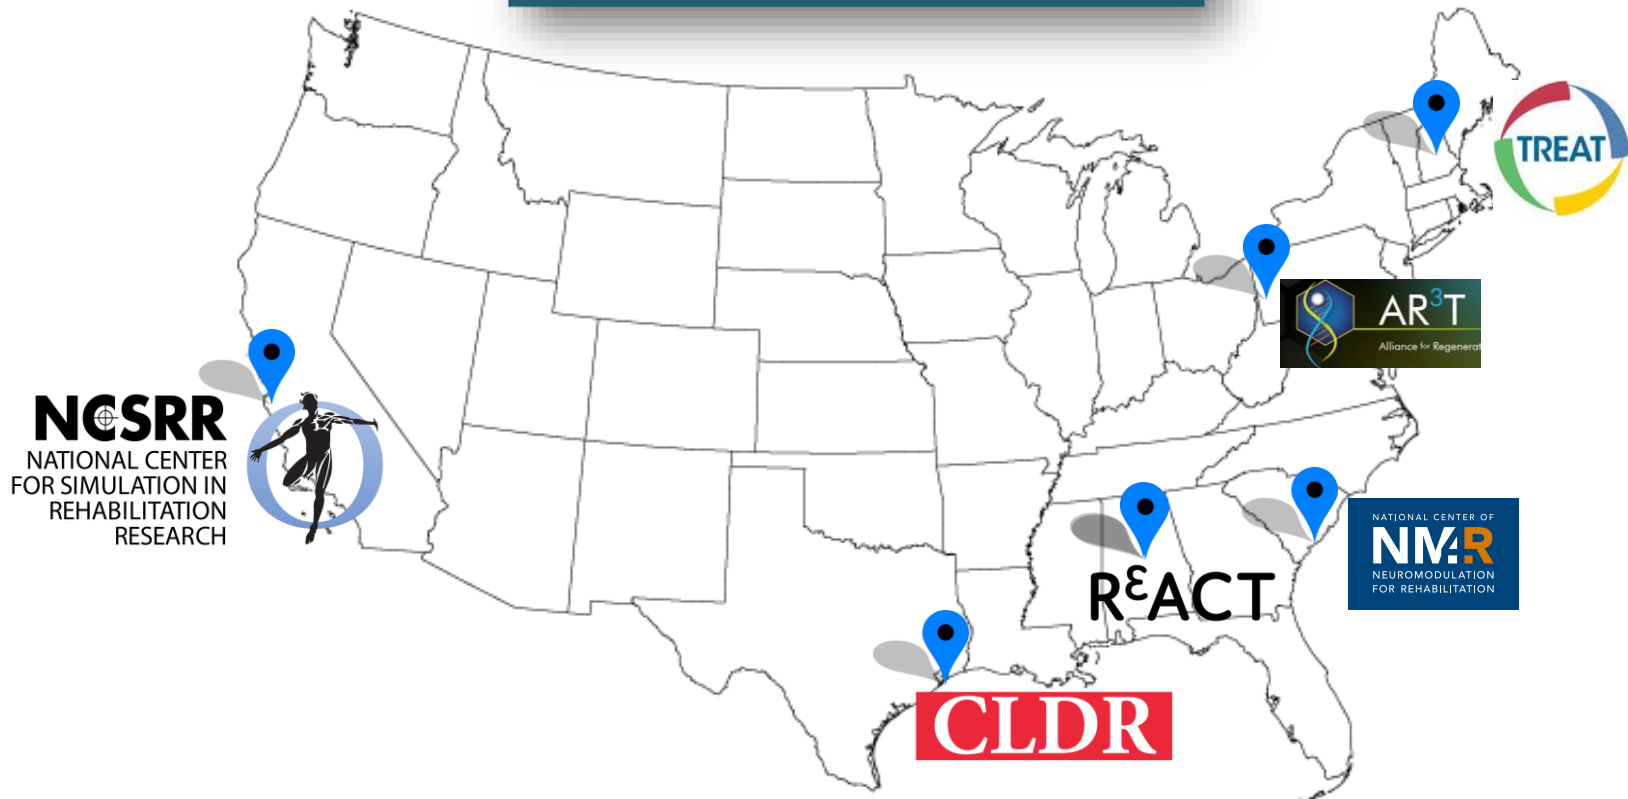 TREAT
AR³T
Alliance for Regenerat
NCSRR
NATIONAL CENTER
FOR SIMULATION IN
REHABILITATION
RESEARCH
NATIONAL CENTER OF
NM4R
NEUROMODULATION
FOR REHABILITATION
RƐACT
CLDR